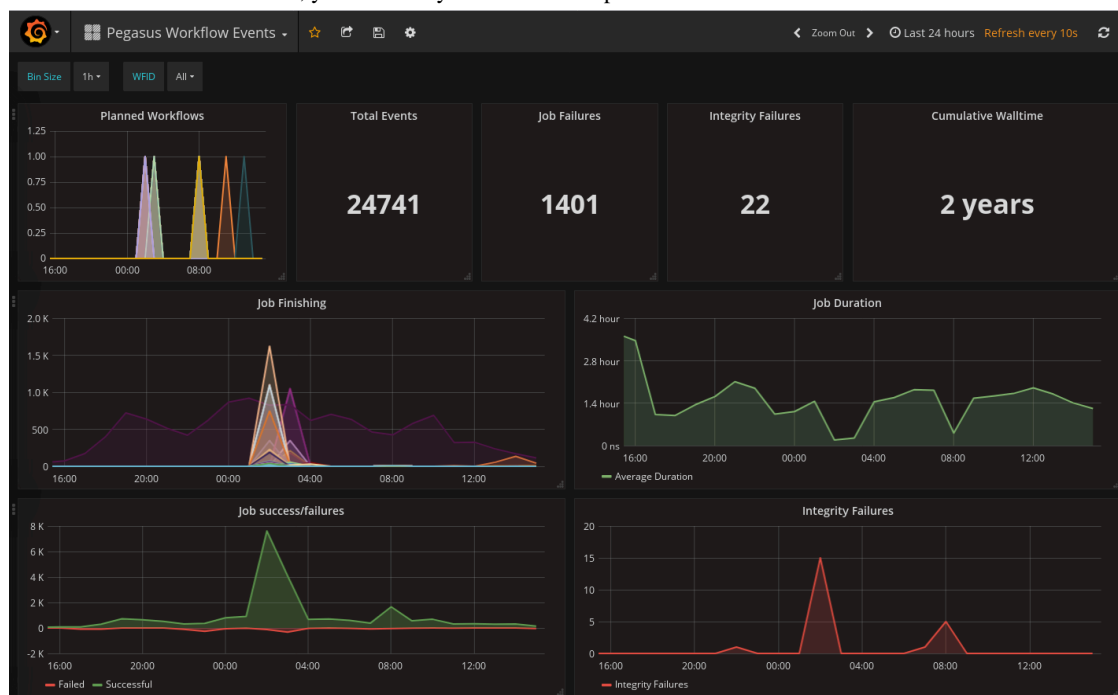 Pegasus Workflow Events
Zoom Out
Last 24 hours Refresh every 10s
Bin Size 1h WFID All
Planned Workflows
1.25
1.00
0.75
0.50
0.25
0
16:00 00:00 08:00
Total Events
24741
Job Failures
1401
Integrity Failures
22
Cumulative Walltime
2 years
Job Finishing
2.0 K
1.5 K
1.0 K
500
0
16:00 20:00 00:00 04:00 08:00 12:00
Job Duration
4.2 hour
2.8 hour
1.4 hour
0 ns
16:00 20:00 00:00 04:00 08:00 12:00
Average Duration
Job success/failures
8 K
6 K
4 K
2 K
0
-2 K
16:00 20:00 00:00 04:00 08:00 12:00
Failed Successful
Integrity Failures
20
15
10
5
0
16:00 20:00 00:00 04:00 08:00 12:00
Integrity Failures